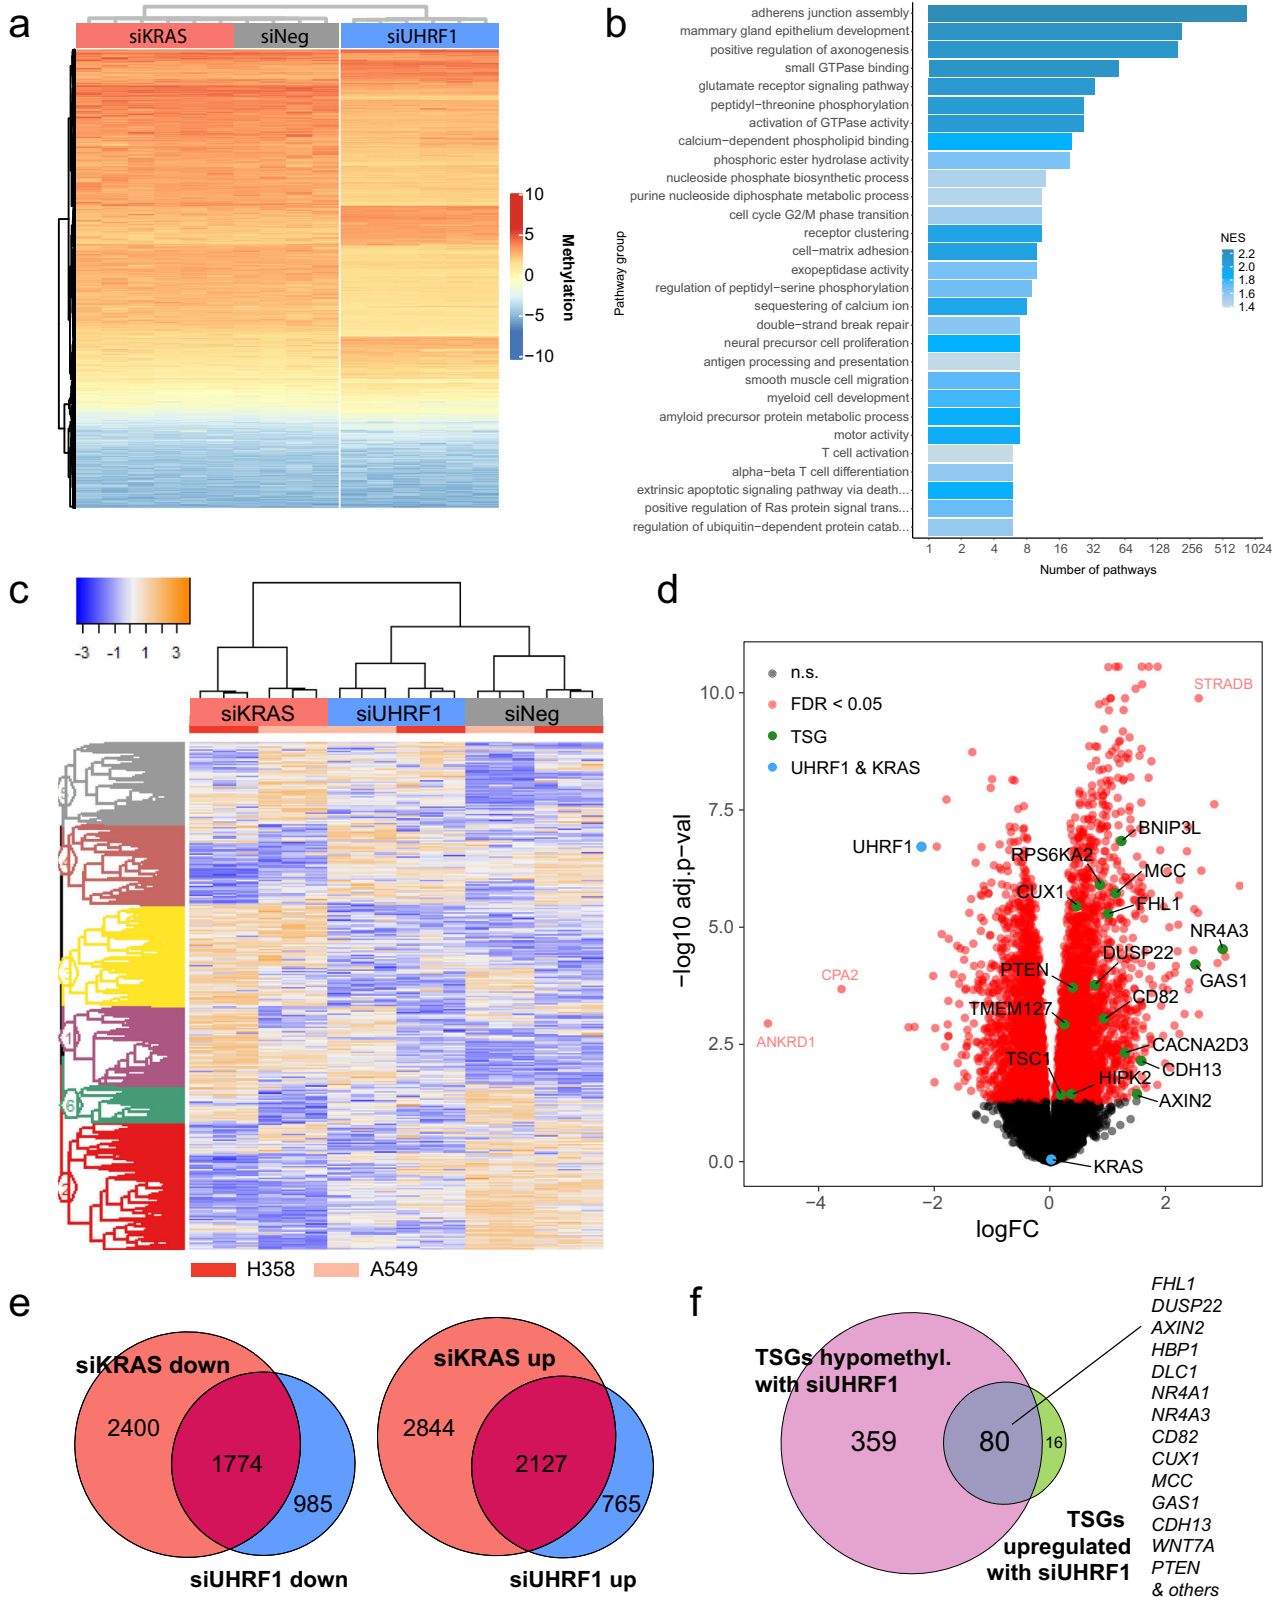 a
siKRAS
siNeg
siUHRF1
10
5
0
−5
−10
Methylation
b
adherens junction assembly
mammary gland epithelium development
positive regulation of axonogenesis
small GTPase binding
glutamate receptor signaling pathway
peptidyl−threonine phosphorylation
activation of GTPase activity
calcium−dependent phospholipid binding
phosphoric ester hydrolase activity
nucleoside phosphate biosynthetic process
purine nucleoside diphosphate metabolic process
cell cycle G2/M phase transition
receptor clustering
cell−matrix adhesion
exopeptidase activity
regulation of peptidyl−serine phosphorylation
sequestering of calcium ion
double−strand break repair
neural precursor cell proliferation
antigen processing and presentation
smooth muscle cell migration
myeloid cell development
amyloid precursor protein metabolic process
motor activity
T cell activation
alpha−beta T cell differentiation
extrinsic apoptotic signaling pathway via death...
positive regulation of Ras protein signal trans...
regulation of ubiquitin−dependent protein catab...
Pathway group
1 2 4 8 16 32 64 128 256 512 1024
Number of pathways
NES
2.2
2.0
1.8
1.6
1.4
c
-3 -1 1 3
siKRAS
siUHRF1
siNeg
5
4
3
1
6
2
H358
A549
d
n.s.
FDR < 0.05
TSG
UHRF1 & KRAS
STRADB
BNIP3L
UHRF1
RPS6KA2
MCC
CUX1
FHL1
NR4A3
DUSP22
PTEN
GAS1
CPA2
CD82
TMEM127
ANKRD1
CACNA2D3
TSC1
CDH13
HIPK2
AXIN2
KRAS
10.0
7.5
5.0
2.5
0.0
−log10 adj.p−val
−4 −2 0 2
logFC
e
siKRAS down
2400
1774
985
siUHRF1 down
siKRAS up
2844
2127
765
siUHRF1 up
f
TSGs hypomethyl.
with siUHRF1
359
80
16
TSGs
upregulated
with siUHRF1
FHL1
DUSP22
AXIN2
HBP1
DLC1
NR4A1
NR4A3
CD82
CUX1
MCC
GAS1
CDH13
WNT7A
PTEN
& others